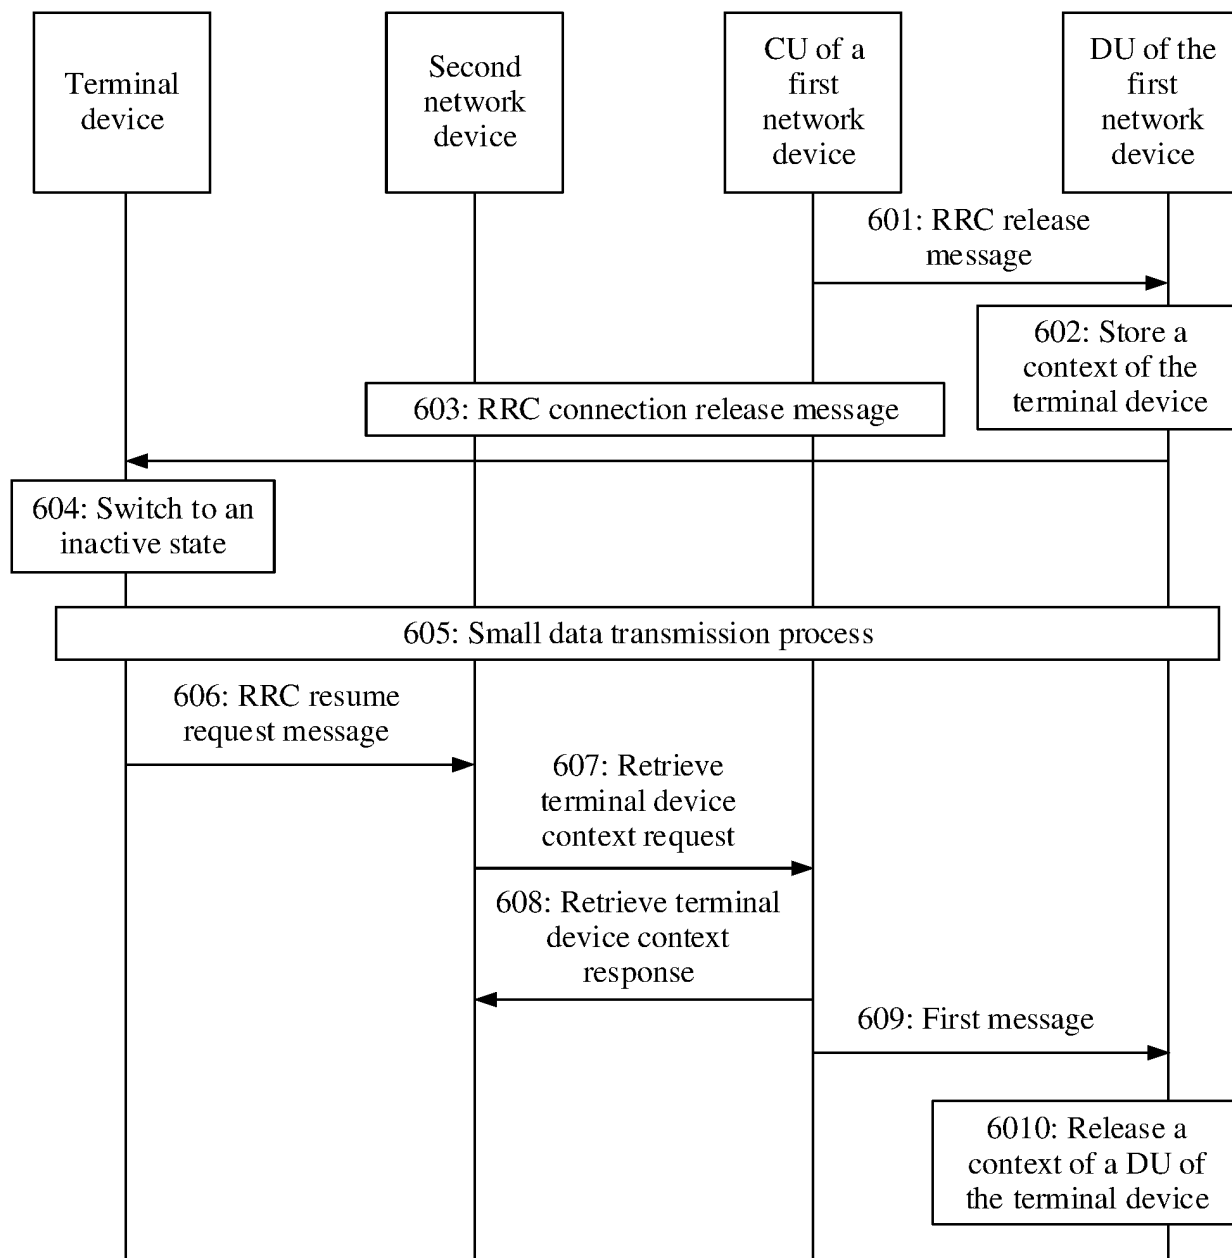 Terminal
device
Second
network
device
CU of a
first
network
device
DU of the
first
network
device
601: RRC release
message
602: Store a
context of the
terminal device
603: RRC connection release message
604: Switch to an
inactive state
605: Small data transmission process
606: RRC resume
request message
607: Retrieve
terminal device
context request
608: Retrieve terminal
device context
response
609: First message
6010: Release a
context of a DU of
the terminal device